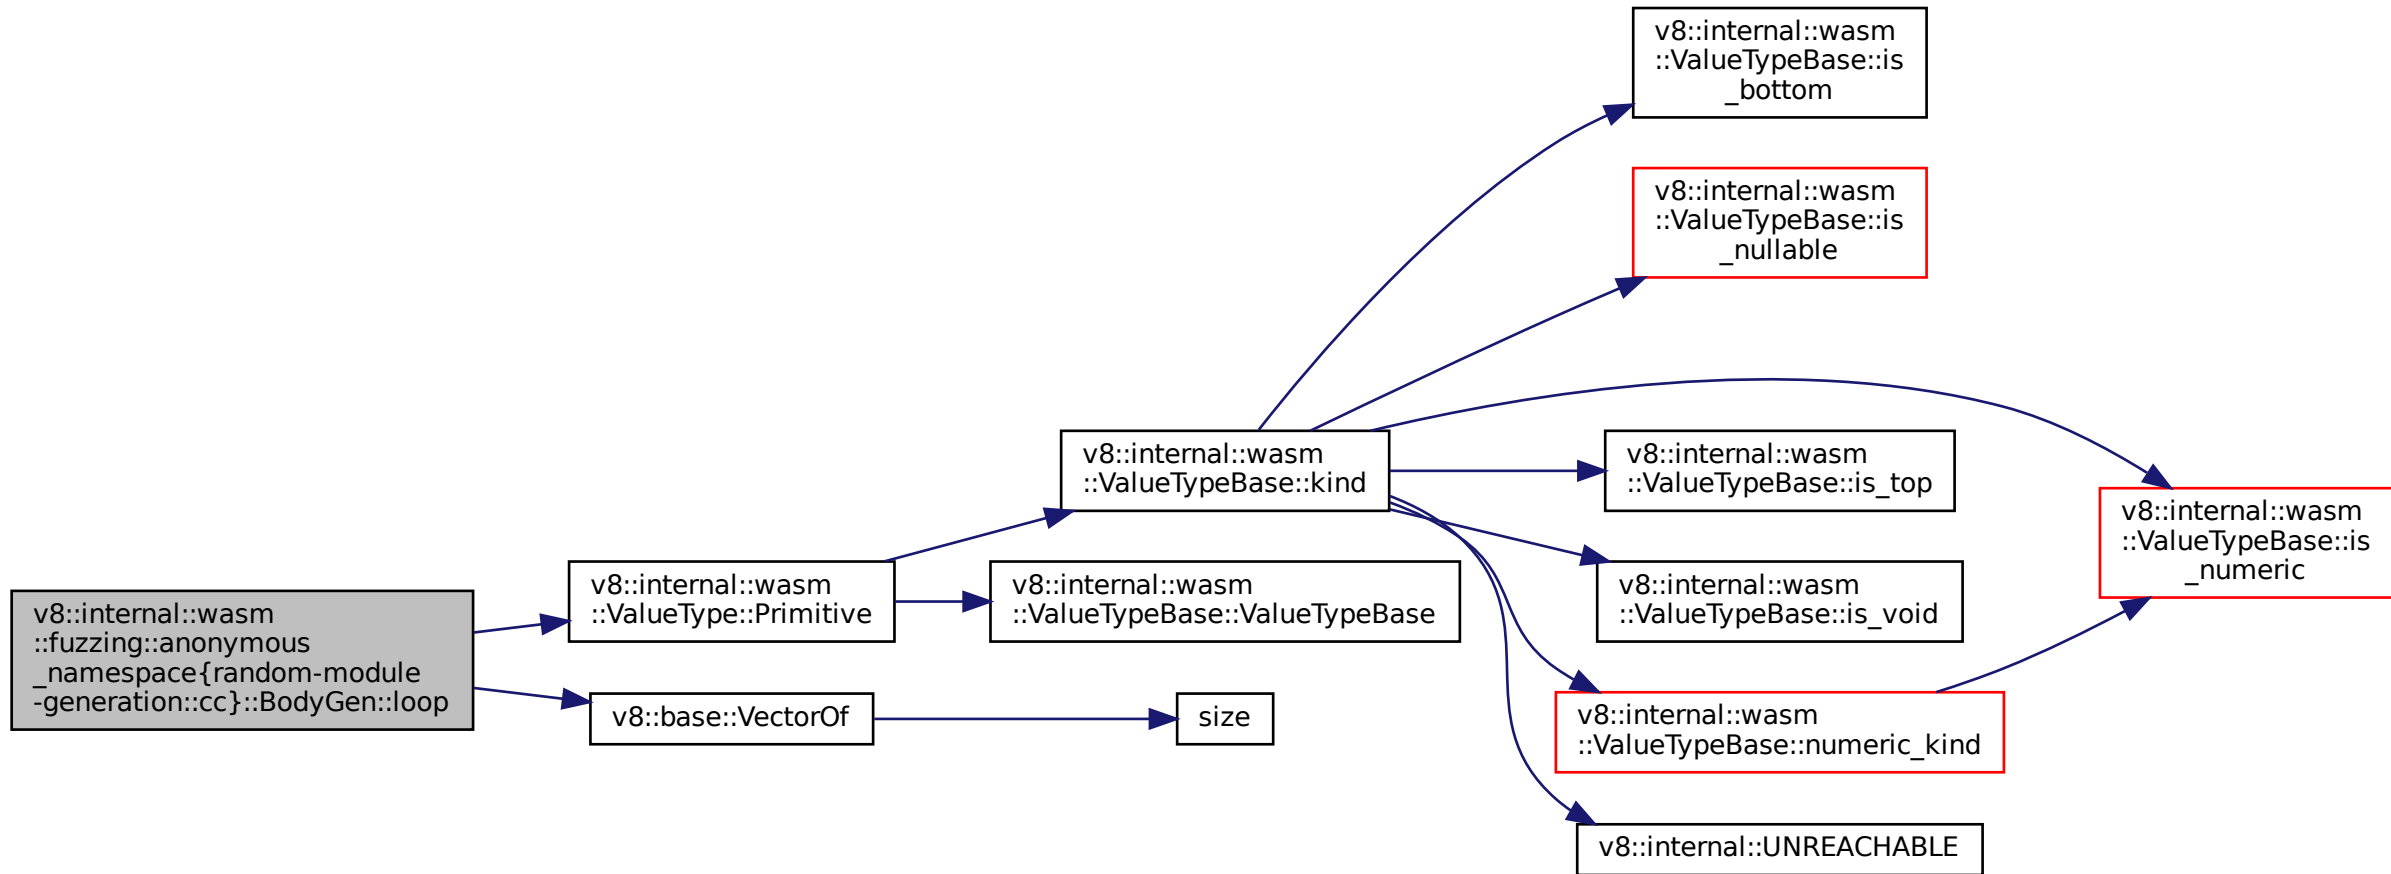 v8::internal::wasm
::ValueTypeBase::is
_bottom
v8::internal::wasm
::ValueTypeBase::is
_nullable
v8::internal::wasm
::ValueTypeBase::kind
v8::internal::wasm
::ValueTypeBase::is_top
v8::internal::wasm
::ValueTypeBase::is
_numeric
v8::internal::wasm
::fuzzing::anonymous
_namespace{random-module
-generation::cc}::BodyGen::loop
v8::internal::wasm
::ValueType::Primitive
v8::internal::wasm
::ValueTypeBase::ValueTypeBase
v8::internal::wasm
::ValueTypeBase::is_void
v8::base::VectorOf
size
v8::internal::wasm
::ValueTypeBase::numeric_kind
v8::internal::UNREACHABLE